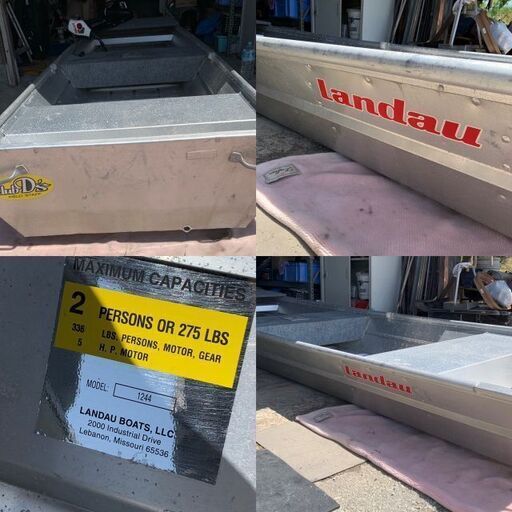 D's
Landau
MAXIMUM CAPACITIES
2 PERSONS OR 275 LBS
336 LBS. PERSONS, MOTOR, GEAR
5 H. P. MOTOR
MODEL: 1244
LANDAU BOATS, LLC
2000 Industrial Drive
Lebanon, Missouri 65536
Landau